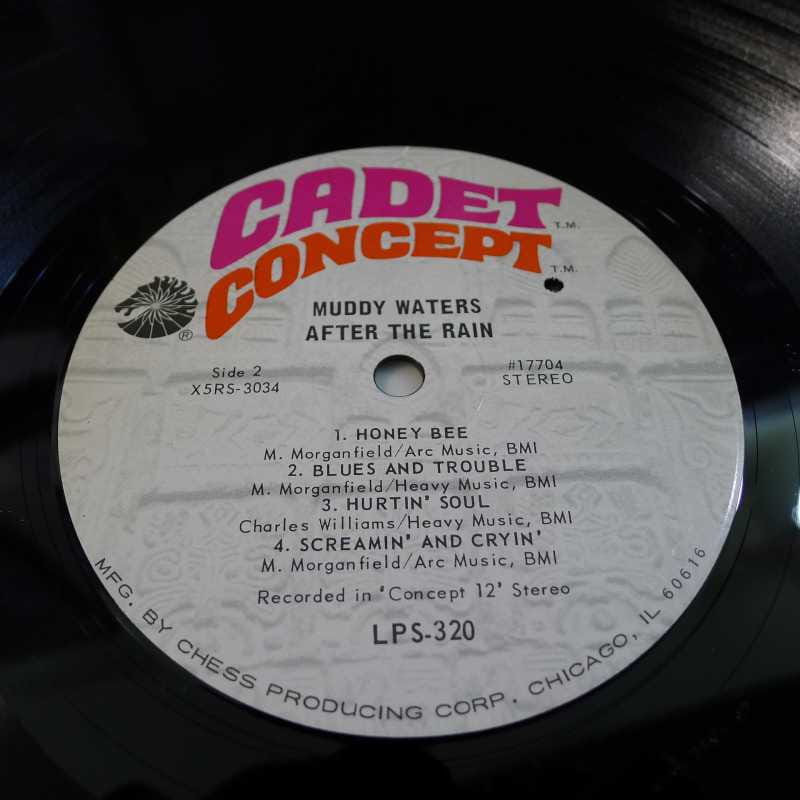 CADET T.M.
CONCEPT T.M.
®
MUDDY WATERS
AFTER THE RAIN
Side 2
X5RS-3034
#17704
STEREO
1. HONEY BEE
M. Morganfield/Arc Music, BMI
2. BLUES AND TROUBLE
M. Morganfield/Heavy Music, BMI
3. HURTIN' SOUL
Charles Williams/Heavy Music, BMI
4. SCREAMIN' AND CRYIN'
M. Morganfield/Arc Music, BMI
Recorded in 'Concept 12' Stereo
LPS-320
MFG. BY CHESS PRODUCING CORP. CHICAGO, IL 60616